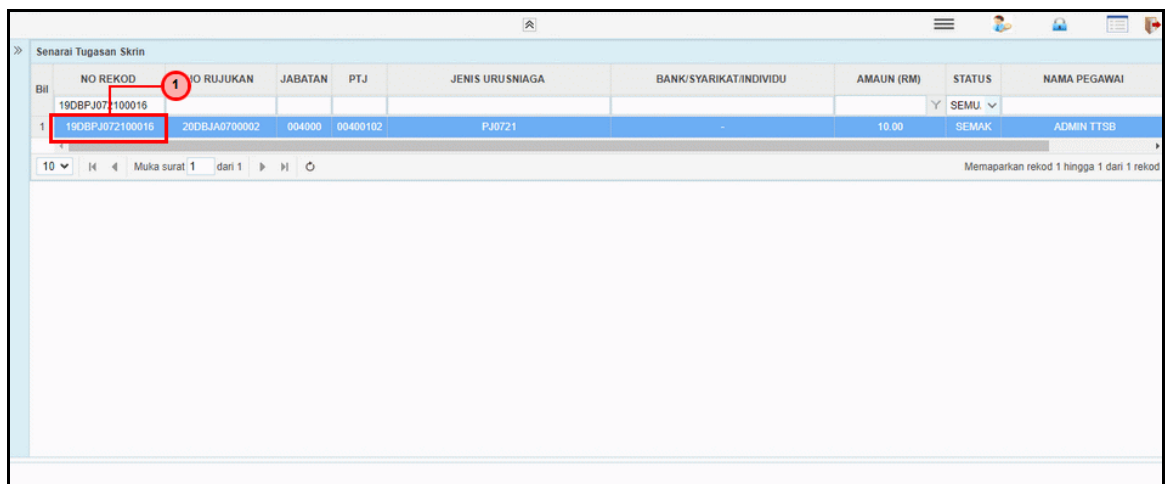 Senarai Tugasan Skrin
Bil NO REKOD 1 NO RUJUKAN JABATAN PTJ JENIS URUSNIAGA BANK/SYARIKAT/INDIVIDU AMAUN (RM) STATUS NAMA PEGAWAI
19DBPJ072100016 SEMU
1 19DBPJ072100016 20DBJA0700002 004000 00400102 PJ0721 - 10.00 SEMAK ADMIN TTSB
10 Muka surat 1 dari 1 Memaparkan rekod 1 hingga 1 dari 1 rekod